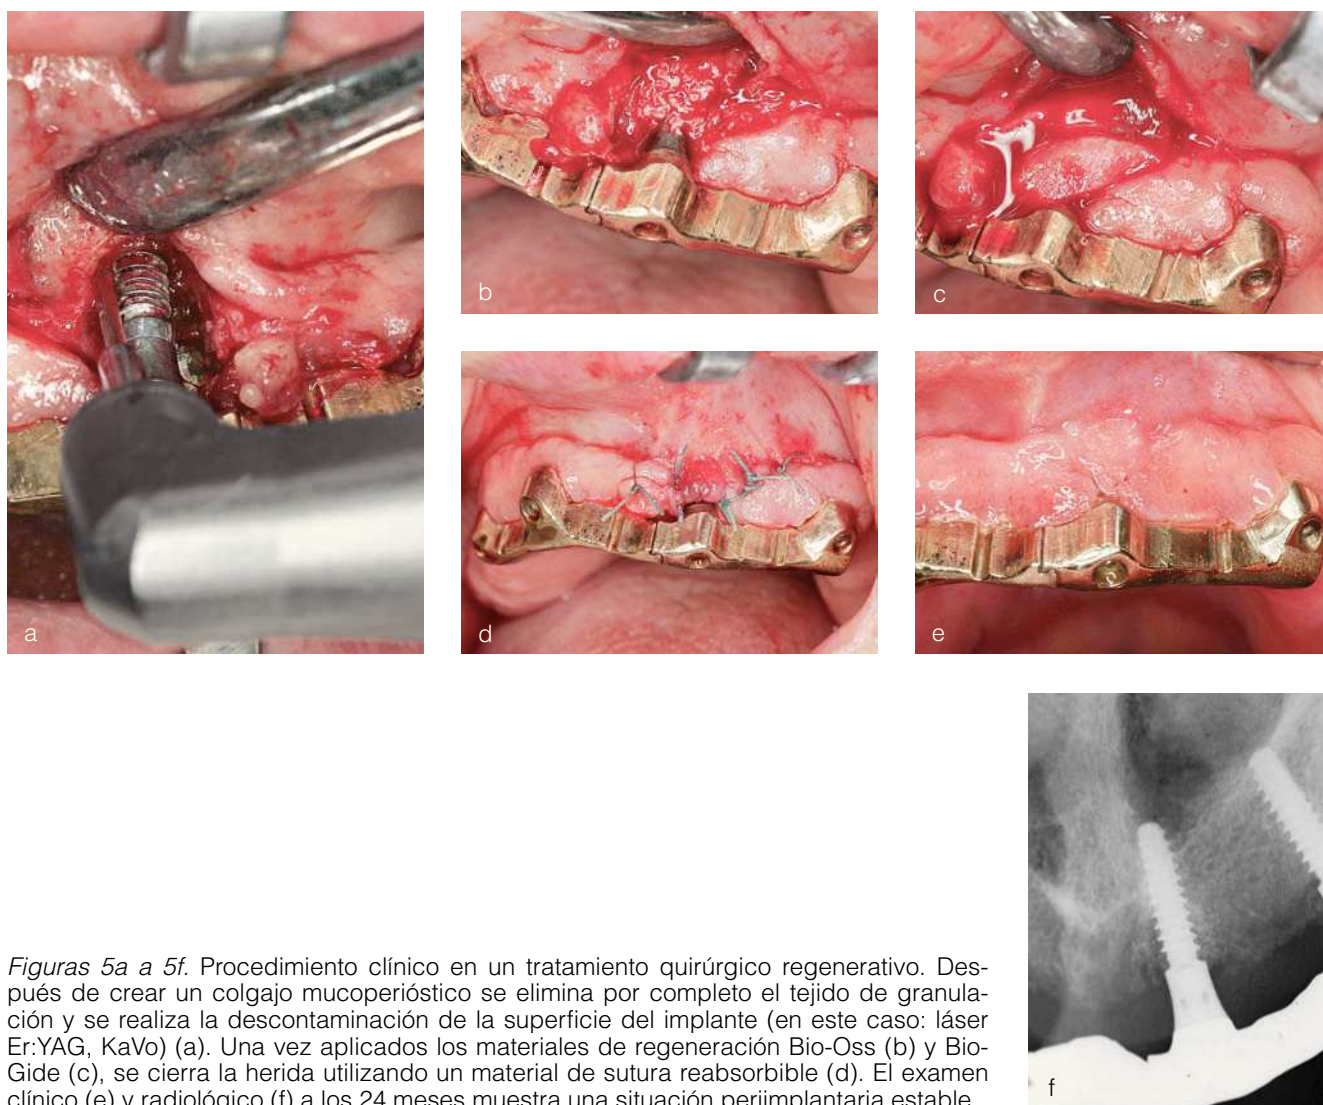 a
b
c
d
e
f
Figuras 5a a 5f. Procedimiento clínico en un tratamiento quirúrgico regenerativo. Des-
pués de crear un colgajo mucoperióstico se elimina por completo el tejido de granula-
ción y se realiza la descontaminación de la superficie del implante (en este caso: láser
Er:YAG, KaVo) (a). Una vez aplicados los materiales de regeneración Bio-Oss (b) y Bio-
Gide (c), se cierra la herida utilizando un material de sutura reabsorbible (d). El examen
clínico (e) y radiológico (f) a los 24 meses muestra una situación periimplantaria estable.